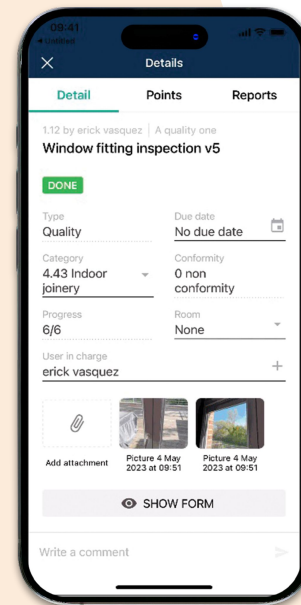 09:41
◀ Untitled
Details
Detail Points Reports
1.12 by erick vasquez | A quality one
Window fitting inspection v5
DONE
Type Due date
Quality No due date
Category Conformity
4.43 Indoor 0 non
joinery conformity
Progress Room
6/6 None
User in charge
erick vasquez
Add attachment
Picture 4 May
2023 at 09:51
Picture 4 May
2023 at 09:51
SHOW FORM
Write a comment